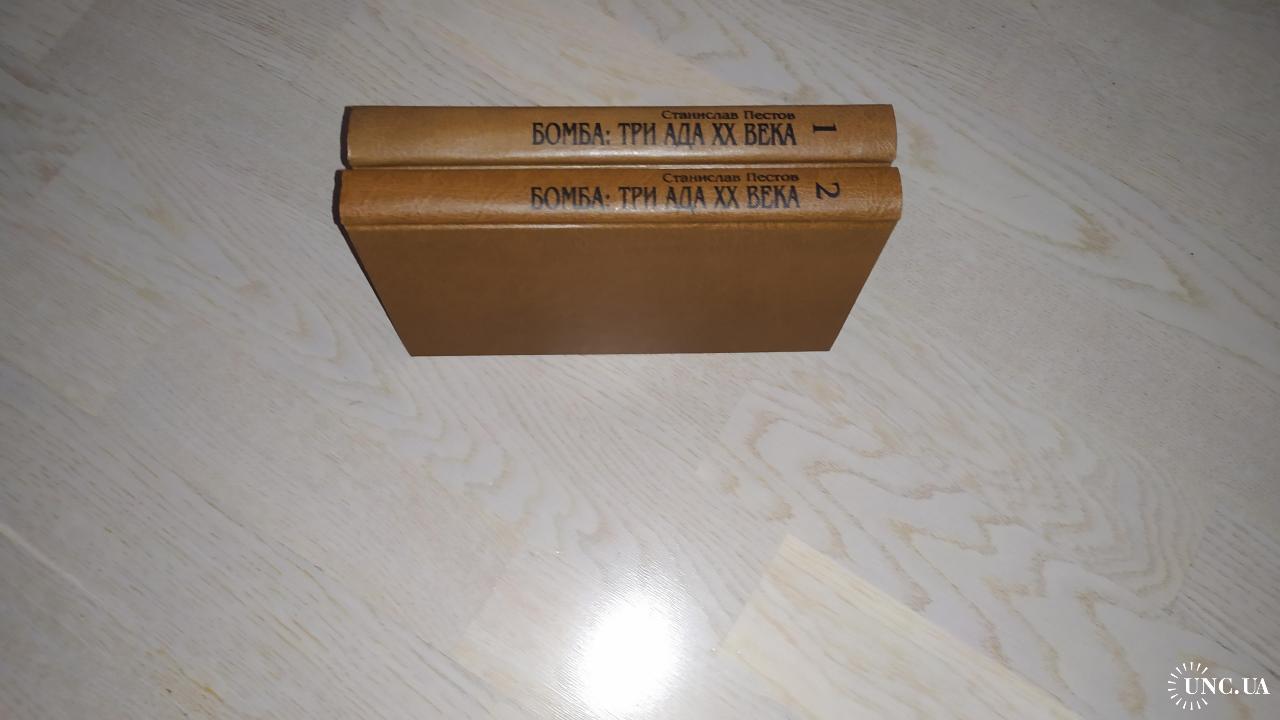 Станислав Пестов
БОМБА: ТРИ АДА XX ВЕКА
1
Станислав Пестов
БОМБА: ТРИ АДА XX ВЕКА
2
UNC.UA